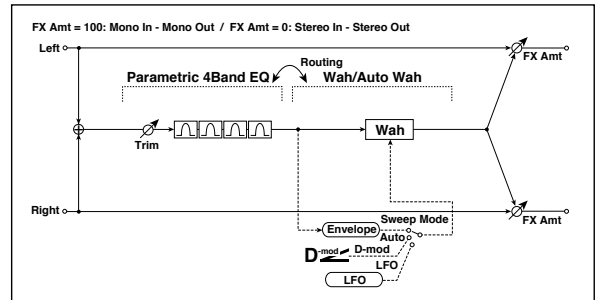 FX Amt = 100: Mono In - Mono Out / FX Amt = 0: Stereo In - Stereo Out
Left
FX Amt
Routing
Parametric 4Band EQ
Wah/Auto Wah
Trim
Wah
Right
FX Amt
Sweep Mode
Envelope
Auto
D-mod
D-mod
LFO
LFO